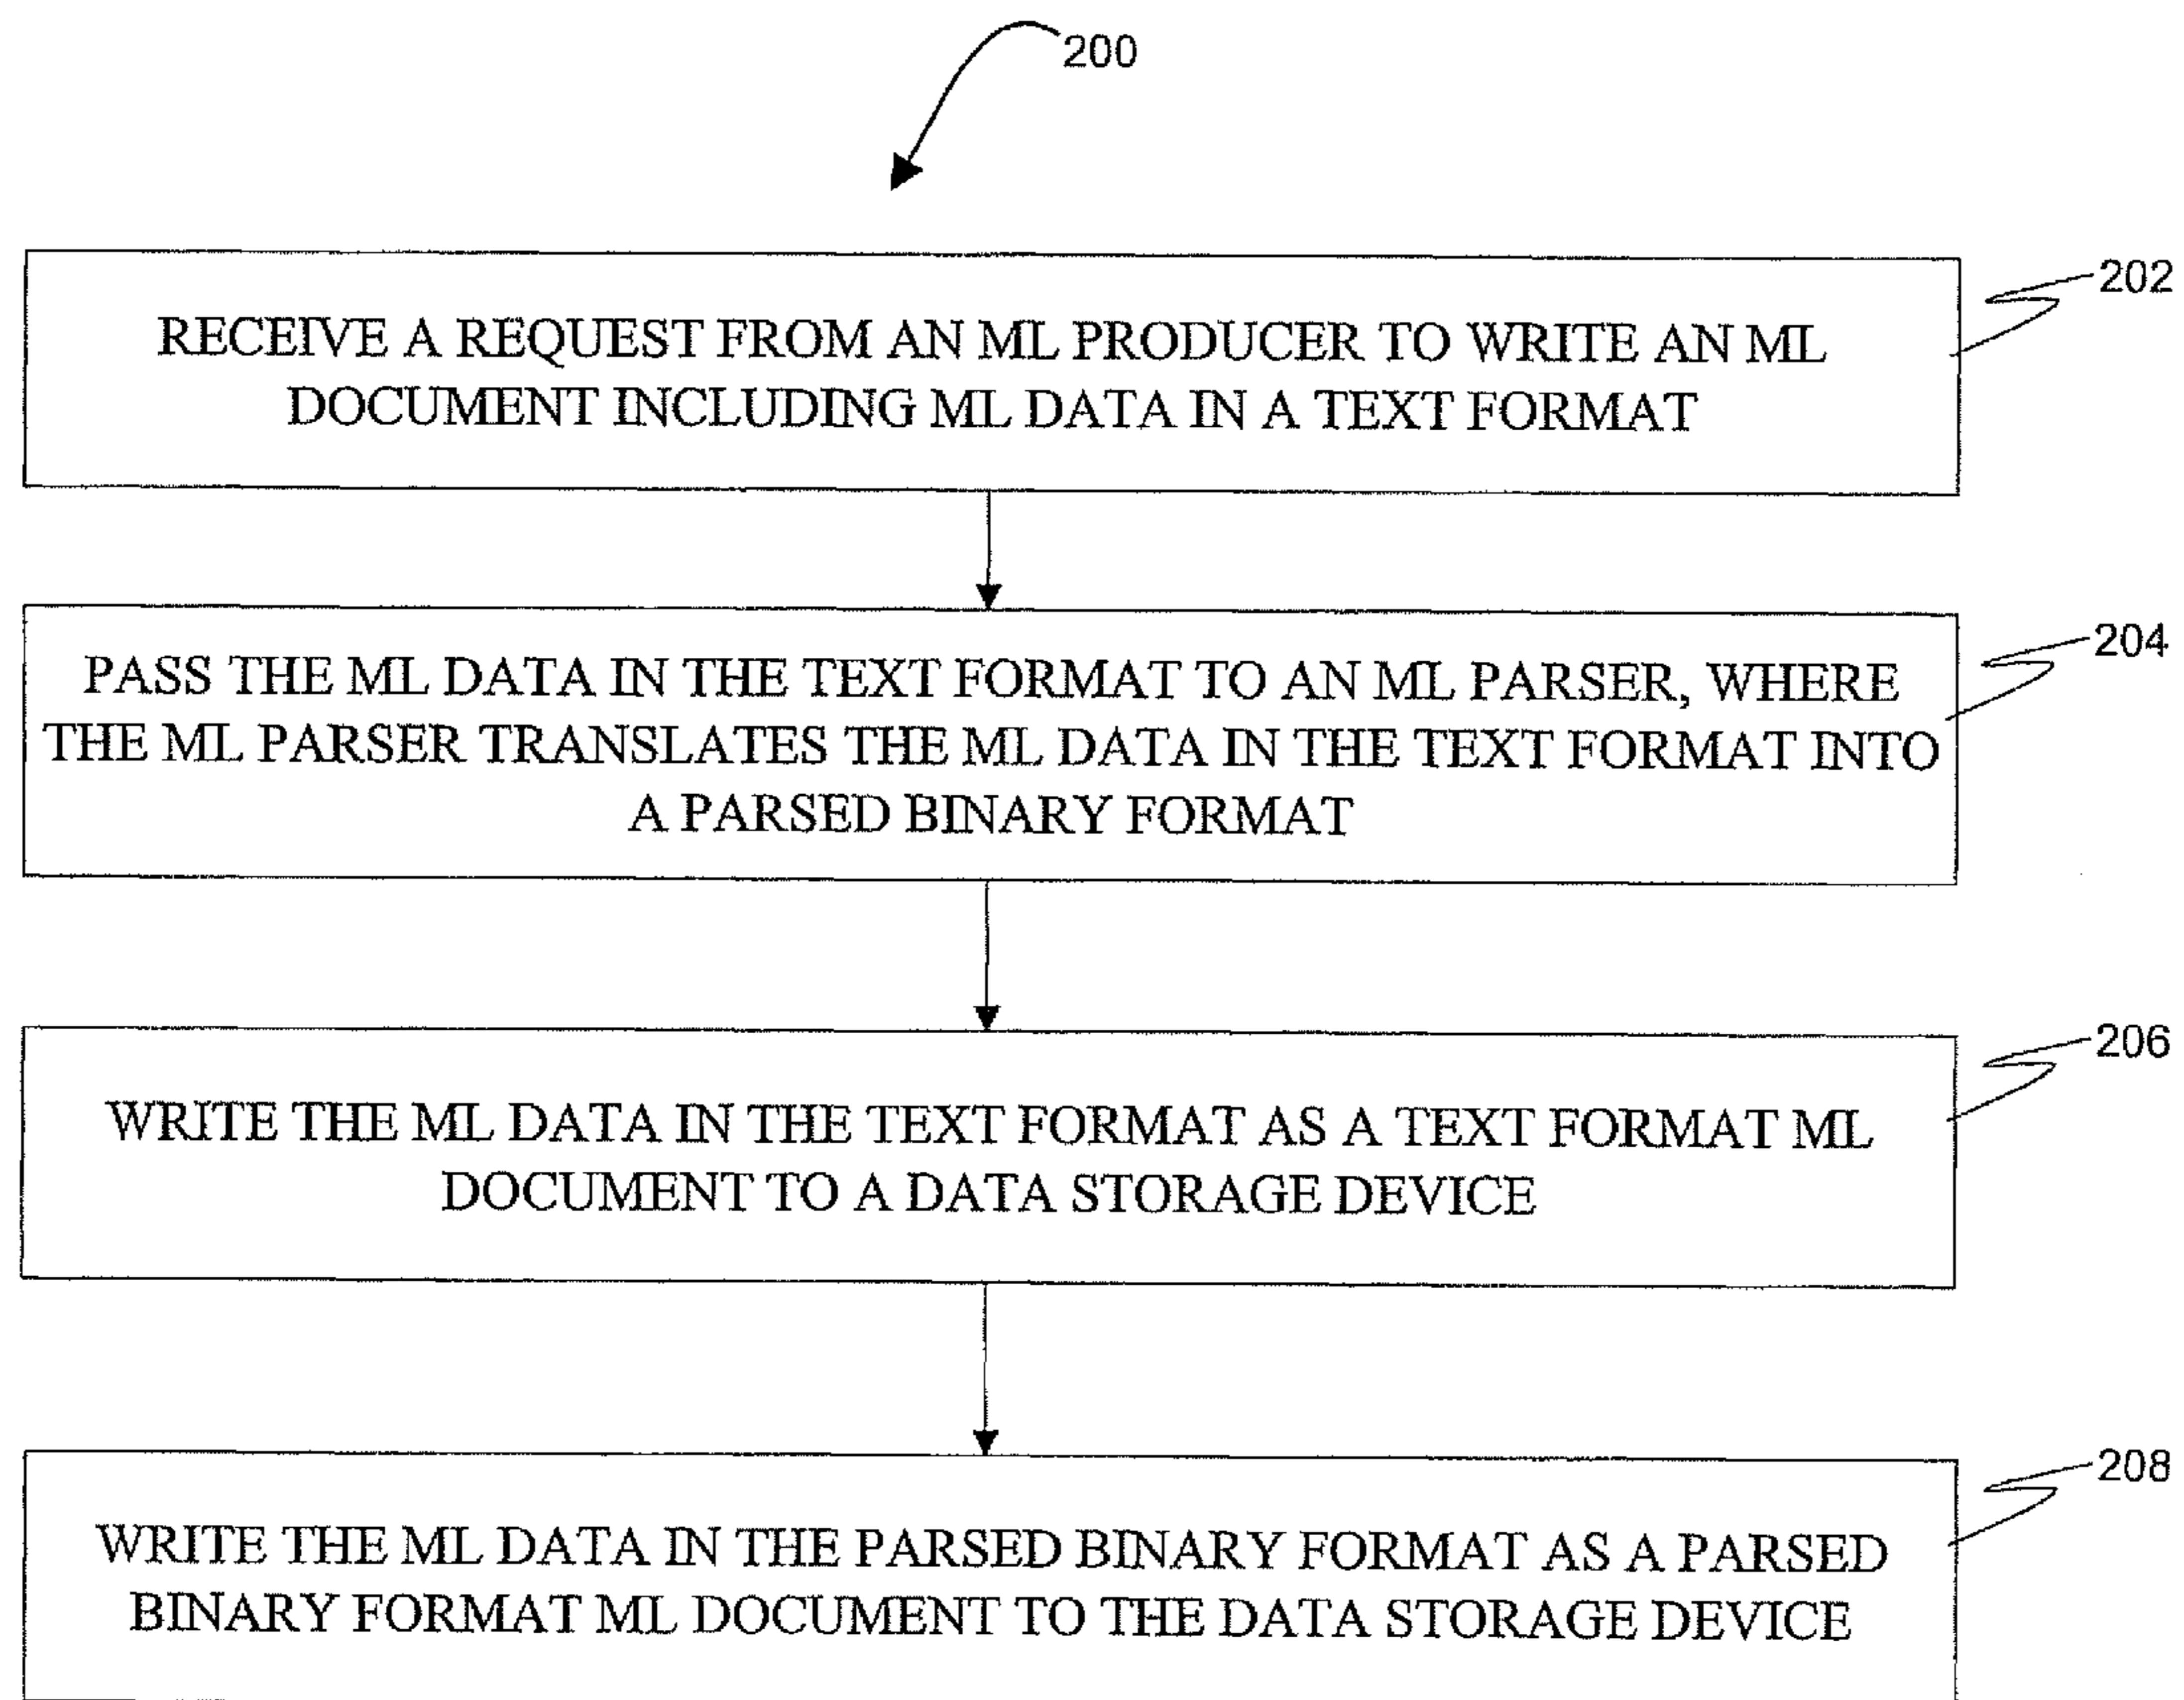 200
202
RECEIVE A REQUEST FROM AN ML PRODUCER TO WRITE AN ML
DOCUMENT INCLUDING ML DATA IN A TEXT FORMAT
204
PASS THE ML DATA IN THE TEXT FORMAT TO AN ML PARSER, WHERE
THE ML PARSER TRANSLATES THE ML DATA IN THE TEXT FORMAT INTO
A PARSED BINARY FORMAT
206
WRITE THE ML DATA IN THE TEXT FORMAT AS A TEXT FORMAT ML
DOCUMENT TO A DATA STORAGE DEVICE
208
WRITE THE ML DATA IN THE PARSED BINARY FORMAT AS A PARSED
BINARY FORMAT ML DOCUMENT TO THE DATA STORAGE DEVICE